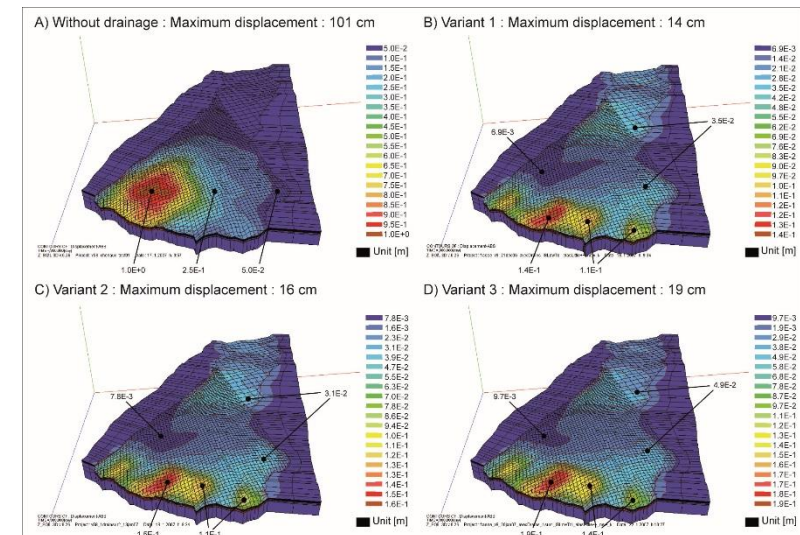 A) Without drainage : Maximum displacement : 101 cm
5.0E-2
1.0E-1
1.5E-1
2.0E-1
2.5E-1
3.0E-1
3.5E-1
4.0E-1
4.5E-1
5.0E-1
5.5E-1
6.0E-1
6.5E-1
7.0E-1
7.5E-1
8.0E-1
8.5E-1
9.0E-1
9.5E-1
1.0E+0
Unit [m]
1.0E+0
2.5E-1
5.0E-2
B) Variant 1 : Maximum displacement : 14 cm
6.9E-3
1.4E-2
2.1E-2
2.8E-2
3.5E-2
4.2E-2
4.8E-2
5.5E-2
6.2E-2
6.9E-2
7.6E-2
8.3E-2
9.0E-2
9.7E-2
1.0E-1
1.1E-1
1.2E-1
1.2E-1
1.3E-1
1.4E-1
Unit [m]
6.9E-3
3.5E-2
1.4E-1
1.1E-1
C) Variant 2 : Maximum displacement : 16 cm
7.8E-3
1.6E-3
2.3E-2
3.1E-2
3.9E-2
4.7E-2
5.5E-2
6.3E-2
7.0E-2
7.8E-2
8.6E-2
9.4E-2
1.0E-1
1.1E-1
1.2E-1
1.3E-1
1.3E-1
1.4E-1
1.5E-1
1.6E-1
Unit [m]
7.8E-3
3.1E-2
D) Variant 3 : Maximum displacement : 19 cm
9.7E-3
1.9E-3
2.9E-2
3.8E-2
4.9E-2
5.8E-2
6.8E-2
7.8E-2
8.7E-2
9.7E-2
1.1E-2
1.2E-1
1.3E-1
1.4E-1
1.5E-1
1.6E-1
1.7E-1
1.7E-1
1.8E-1
1.9E-1
Unit [m]
9.7E-3
4.9E-2